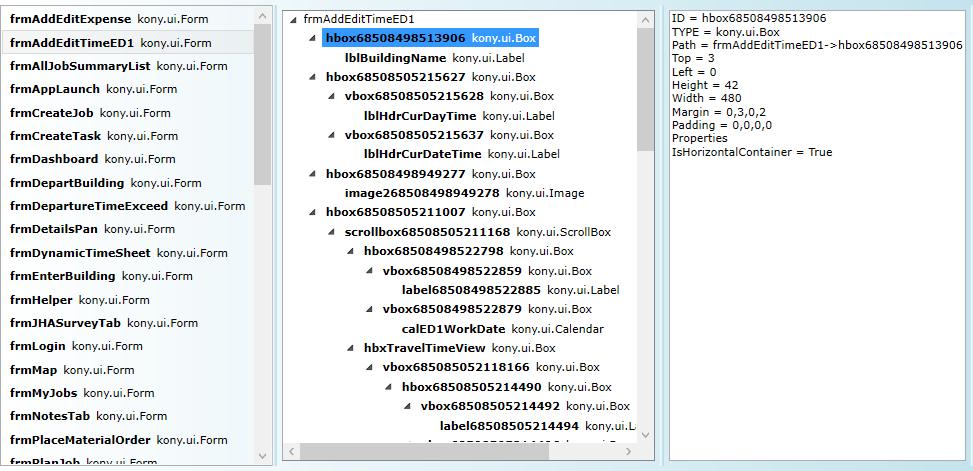 frmAddEditExpense kony.ui.Form
frmAddEditTimeED1 kony.ui.Form
frmAllJobSummaryList kony.ui.Form
frmAppLaunch kony.ui.Form
frmCreateJob kony.ui.Form
frmCreateTask kony.ui.Form
frmDashboard kony.ui.Form
frmDepartBuilding kony.ui.Form
frmDepartureTimeExceed kony.ui.Form
frmDetailsPan kony.ui.Form
frmDynamicTimeSheet kony.ui.Form
frmEnterBuilding kony.ui.Form
frmHelper kony.ui.Form
frmJHASurveyTab kony.ui.Form
frmLogin kony.ui.Form
frmMap kony.ui.Form
frmMyJobs kony.ui.Form
frmNotesTab kony.ui.Form
frmPlaceMaterialOrder kony.ui.Form
frmPlanJob kony.ui.Form
frmAddEditTimeED1
hbox68508498513906 kony.ui.Box
lblBuildingName kony.ui.Label
hbox68508505215627 kony.ui.Box
vbox68508505215628 kony.ui.Box
lblHdrCurDayTime kony.ui.Label
vbox68508505215637 kony.ui.Box
lblHdrCurDateTime kony.ui.Label
hbox68508498949277 kony.ui.Box
image268508498949278 kony.ui.Image
hbox68508505211007 kony.ui.Box
scrollbox68508505211168 kony.ui.ScrollBox
hbox68508498522798 kony.ui.Box
vbox68508498522859 kony.ui.Box
label68508498522885 kony.ui.Label
vbox68508498522879 kony.ui.Box
calED1WorkDate kony.ui.Calendar
hbxTravelTimeView kony.ui.Box
vbox685085052118166 kony.ui.Box
hbox68508505214490 kony.ui.Box
vbox68508505214492 kony.ui.Box
label68508505214494 kony.ui.La
ID = hbox68508498513906
TYPE = kony.ui.Box
Path = frmAddEditTimeED1->hbox68508498513906
Top = 3
Left = 0
Height = 42
Width = 480
Margin = 0,3,0,2
Padding = 0,0,0,0
Properties
IsHorizontalContainer = True